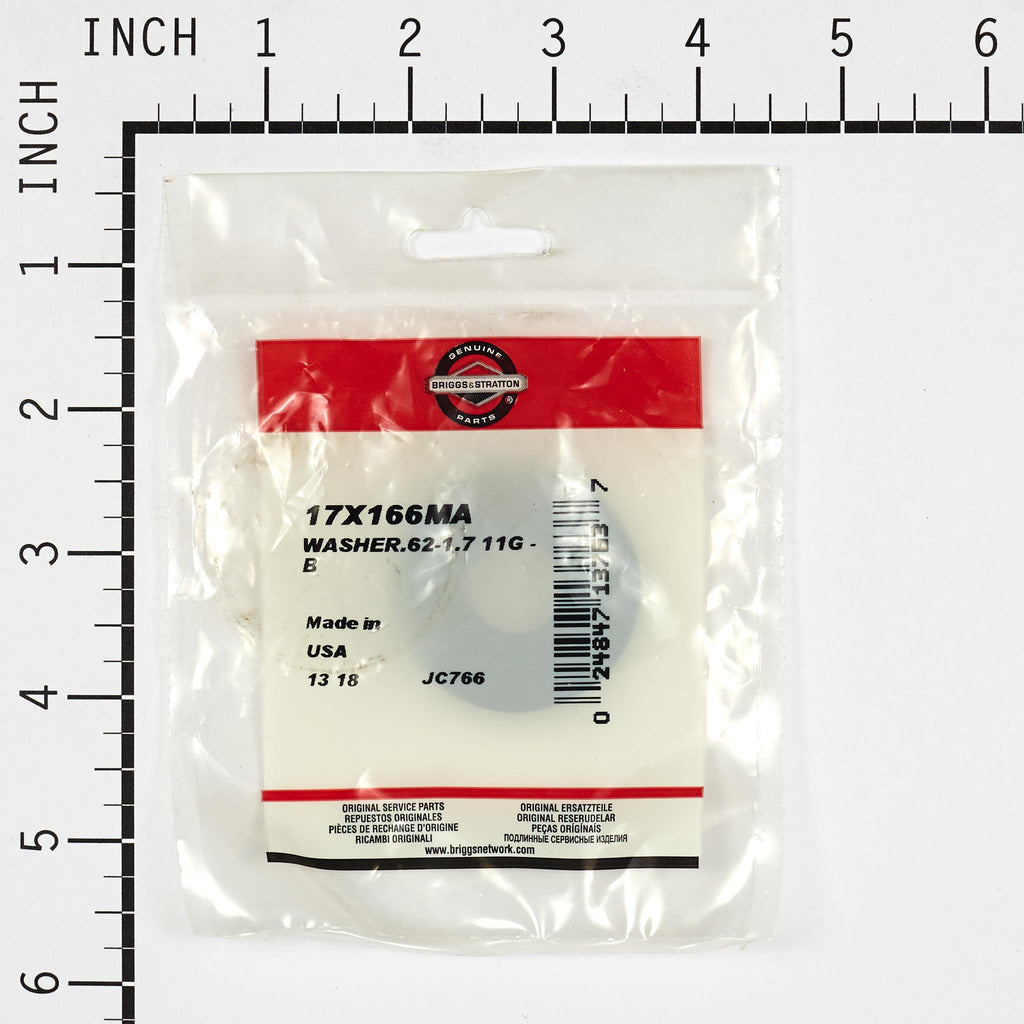 INCH 1 2 3 4 5 6
INCH 1 2 3 4 5 6
GENUINE
BRIGGS&STRATTON
®
PARTS
17X166MA
WASHER.62-1.7 11G -
B
Made in
USA
13 18 JC766
0 24847 13763 7
ORIGINAL SERVICE PARTS
REPUESTOS ORIGINALES
PIÈCES DE RECHANGE D'ORIGINE
RICAMBI ORIGINALI
ORIGINAL ERSATZTEILE
ORIGINAL RESERUDELAR
PEÇAS ORIGÍNAIS
ПОДЛИННЫЕ СЕРВИСНЫЕ ИЗДЕЛИЯ
www.briggsnetwork.com